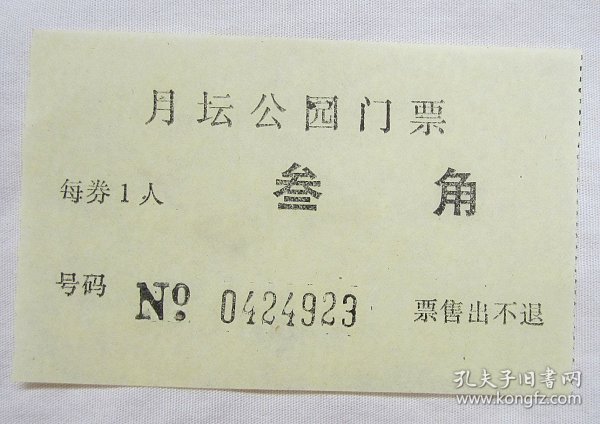 月坛公园门票
每券1人 叁角
号码 № 0424923 票售出不退
孔夫子旧书网
www.kongfz.com